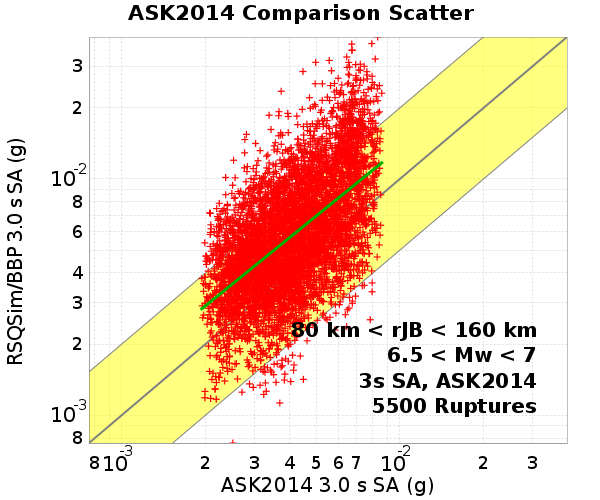 ASK2014 Comparison Scatter
RSQSim/BBP 3.0 s SA (g)
3
2
10-2
8
6
4
3
2
10-3
8
80 km < rJB < 160 km
6.5 < Mw < 7
3s SA, ASK2014
5500 Ruptures
8 10-3 2 3 4 5 6 7 10-2 2 3
ASK2014 3.0 s SA (g)